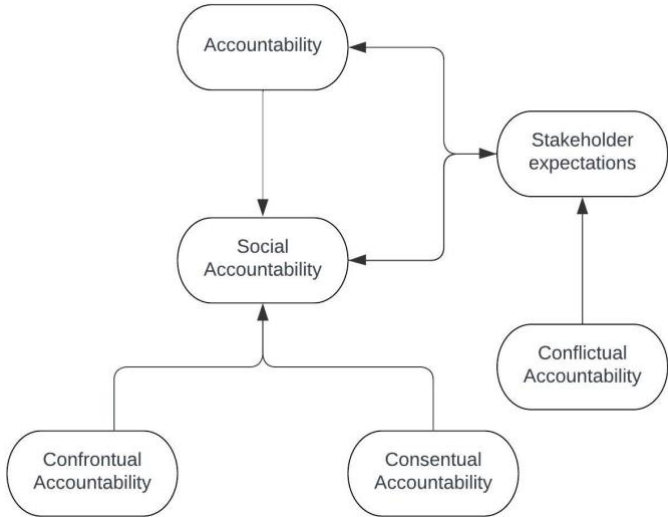 Accountability
Stakeholder
expectations
Social
Accountability
Conflictual
Accountability
Confrontual
Accountability
Consentual
Accountability